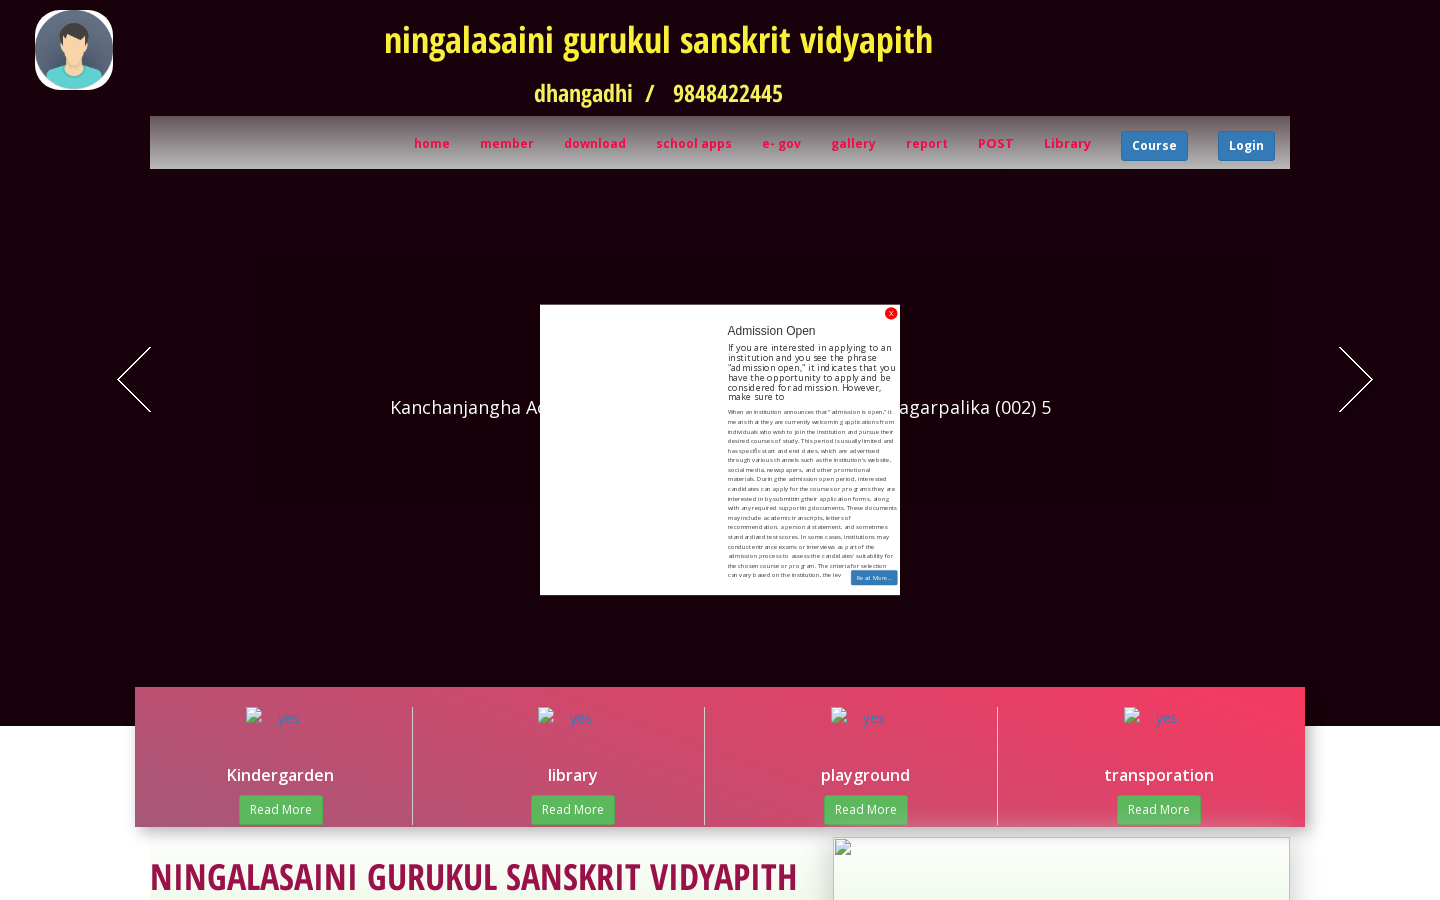 ningalasaini gurukul sanskrit vidyapith
dhangadhi / 9848422445
home member download school apps e- gov gallery report POST Library Course Login
X
Admission Open
If you are interested in applying to an
institution and you see the phrase
"admission open," it indicates that you
have the opportunity to apply and be
considered for admission. However,
make sure to
Kanchanjangha Ac
agarpalika (002) 5
When an institution announces that "admission is open," it
means that they are currently welcoming applications from
individuals who wish to join the institution and pursue their
desired courses of study. This period is usually limited and
has specific start and end dates, which are advertised
through various channels such as the institution's website,
social media, newspapers, and other promotional
materials. During the admission open period, interested
candidates can apply for the courses or programs they are
interested in by submitting their application forms, along
with any required supporting documents. These documents
may include academic transcripts, letters of
recommendation, a personal statement, and sometimes
standardized test scores. In some cases, institutions may
conduct entrance exams or interviews as part of the
admission process to assess the candidates' suitability for
the chosen course or program. The criteria for selection
can vary based on the institution, the lev
Read More...
yes yes yes yes
Kindergarden library playground transporation
Read More Read More Read More Read More
NINGALASAINI GURUKUL SANSKRIT VIDYAPITH